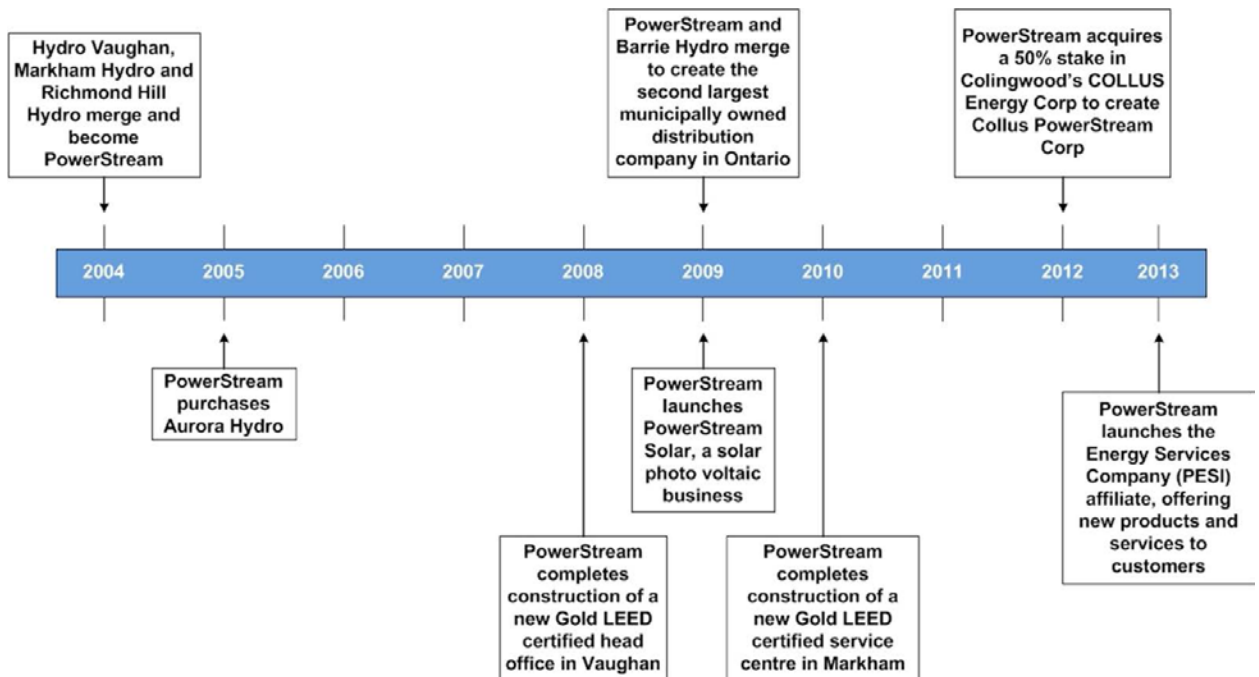 Hydro Vaughan,
Markham Hydro and
Richmond Hill
Hydro merge and
become
PowerStream
PowerStream and
Barrie Hydro merge
to create the
second largest
municipally owned
distribution
company in Ontario
PowerStream acquires
a 50% stake in
Colingwood's COLLUS
Energy Corp to create
Collus PowerStream
Corp
2004 2005 2006 2007 2008 2009 2010 2011 2012 2013
PowerStream
purchases
Aurora Hydro
PowerStream
completes
construction of a
new Gold LEED
certified head
office in Vaughan
PowerStream
launches
PowerStream
Solar, a solar
photo voltaic
business
PowerStream
completes
construction of a
new Gold LEED
certified service
centre in Markham
PowerStream
launches the
Energy Services
Company (PESI)
affiliate, offering
new products and
services to
customers